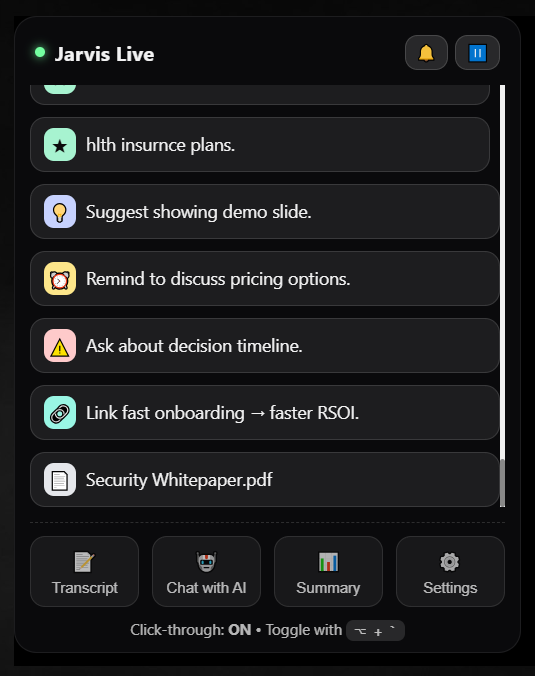 Jarvis Live
hlth insurnce plans.
Suggest showing demo slide.
Remind to discuss pricing options.
Ask about decision timeline.
Link fast onboarding → faster RSOI.
Security Whitepaper.pdf
Transcript
Chat with AI
Summary
Settings
Click-through: ON • Toggle with ⌥ + `